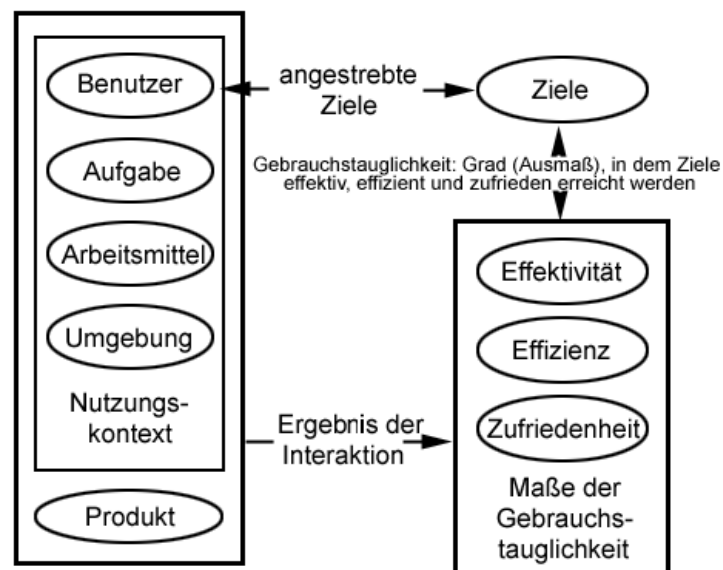 Benutzer
Aufgabe
Arbeitsmittel
Umgebung
Nutzungs-
kontext
Produkt
angestrebte
Ziele
Ziele
Gebrauchstauglichkeit: Grad (Ausmaß), in dem Ziele
effektiv, effizient und zufrieden erreicht werden
Ergebnis der
Interaktion
Effektivität
Effizienz
Zufriedenheit
Maße der
Gebrauchs-
tauglichkeit